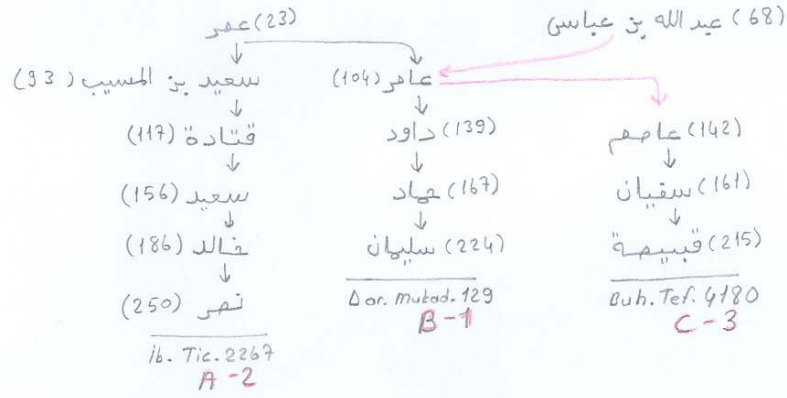 عمر (23) عبد الله بن عباس (68)
سعيد بن المسيب (93) عامر (104)
قتادة (117) داود (139) عاصم (142)
سعيد (156) حماد (167) سفيان (161)
خالد (186) سليمان (224) قبيصة (215)
نصر (250) Dar. Mukad. 129 Buh. Tef. 4180
B-1 C-3
ib. Tic. 2267
A-2